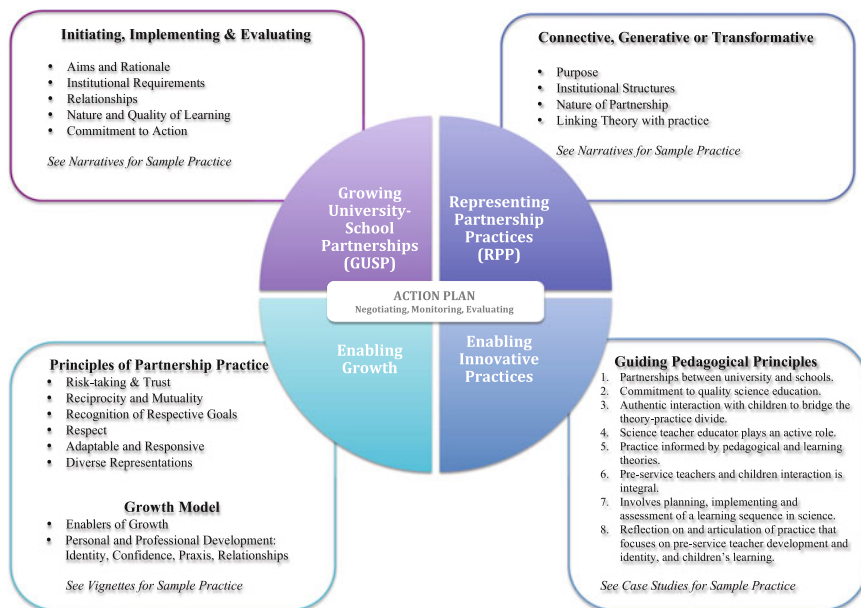 Initiating, Implementing & Evaluating
• Aims and Rationale
• Institutional Requirements
• Relationships
• Nature and Quality of Learning
• Commitment to Action
See Narratives for Sample Practice
Connective, Generative or Transformative
• Purpose
• Institutional Structures
• Nature of Partnership
• Linking Theory with practice
See Narratives for Sample Practice
Growing
University-
School
Partnerships
(GUSP)
Representing
Partnership
Practices
(RPP)
ACTION PLAN
Negotiating, Monitoring, Evaluating
Enabling
Growth
Enabling
Innovative
Practices
Principles of Partnership Practice
• Risk-taking & Trust
• Reciprocity and Mutuality
• Recognition of Respective Goals
• Respect
• Adaptable and Responsive
• Diverse Representations
Growth Model
• Enablers of Growth
• Personal and Professional Development:
Identity, Confidence, Praxis, Relationships
See Vignettes for Sample Practice
Guiding Pedagogical Principles
1. Partnerships between university and schools.
2. Commitment to quality science education.
3. Authentic interaction with children to bridge the
theory-practice divide.
4. Science teacher educator plays an active role.
5. Practice informed by pedagogical and learning
theories.
6. Pre-service teachers and children interaction is
integral.
7. Involves planning, implementing and
assessment of a learning sequence in science.
8. Reflection on and articulation of practice that
focuses on pre-service teacher development and
identity, and children's learning.
See Case Studies for Sample Practice